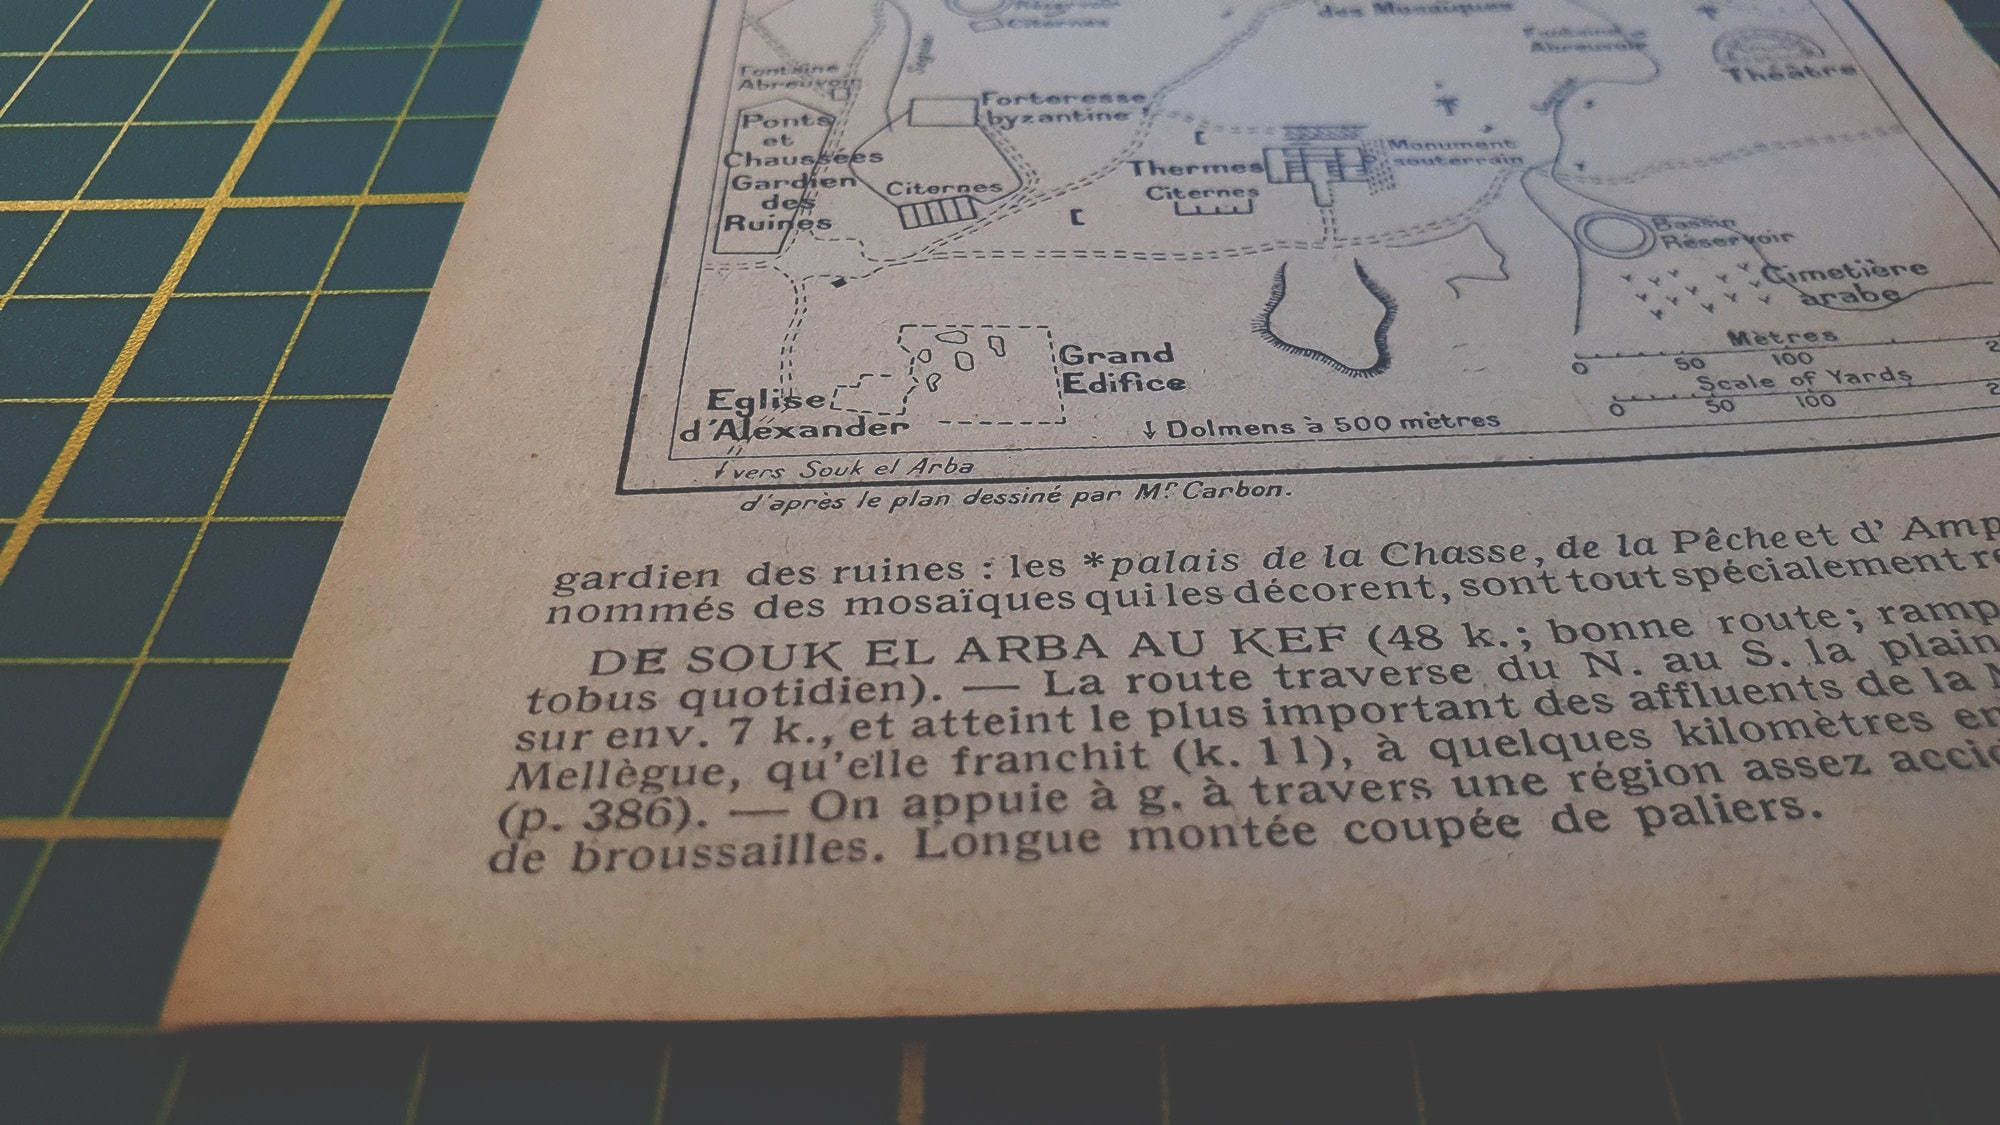 Réservoir
Citernes
des Mosaïques
Fontaine
Abreuvoir
Théâtre
Fontaine
Abreuvoir
Ponts
et
Chaussées
Gardien
des
Ruines
Forteresse
byzantine
Citernes
Thermes
Citernes
Monument
souterrain
Bassin
Réservoir
Cimetière
arabe
Mètres
0 50 100
Scale of Yards
0 50 100
Grand
Edifice
Eglise
d'Aléxander
↓ Dolmens à 500 mètres
↓ vers Souk el Arba
d'après le plan dessiné par Mr. Carbon.
gardien des ruines : les *palais de la Chasse, de la Pêche et d' Amp
nommés des mosaïques qui les décorent, sont tout spécialement re
DE SOUK EL ARBA AU KEF (48 k.; bonne route; ramp
tobus quotidien). — La route traverse du N. au S. la plain
sur env. 7 k., et atteint le plus important des affluents de la M
Mellègue, qu'elle franchit (k. 11), à quelques kilomètres en
(p. 386). — On appuie à g. à travers une région assez accid
de broussailles. Longue montée coupée de paliers.